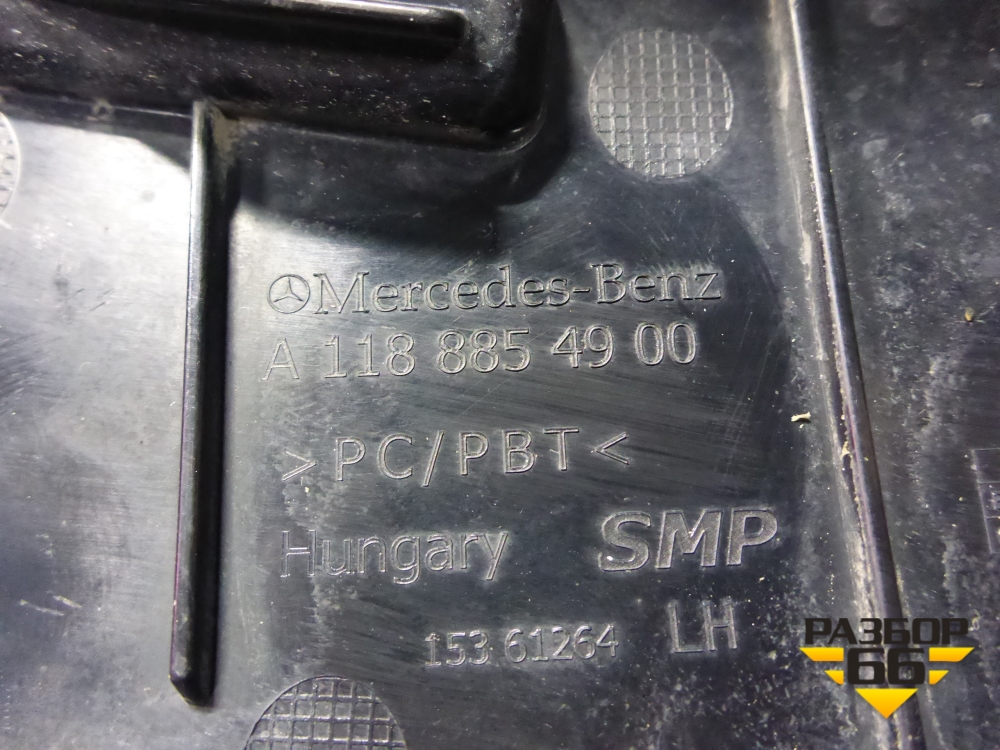 Mercedes-Benz
A 118 885 49 00
>PC/PBT<
Hungary SMP
153 61264 LH
РАЗБОР
66